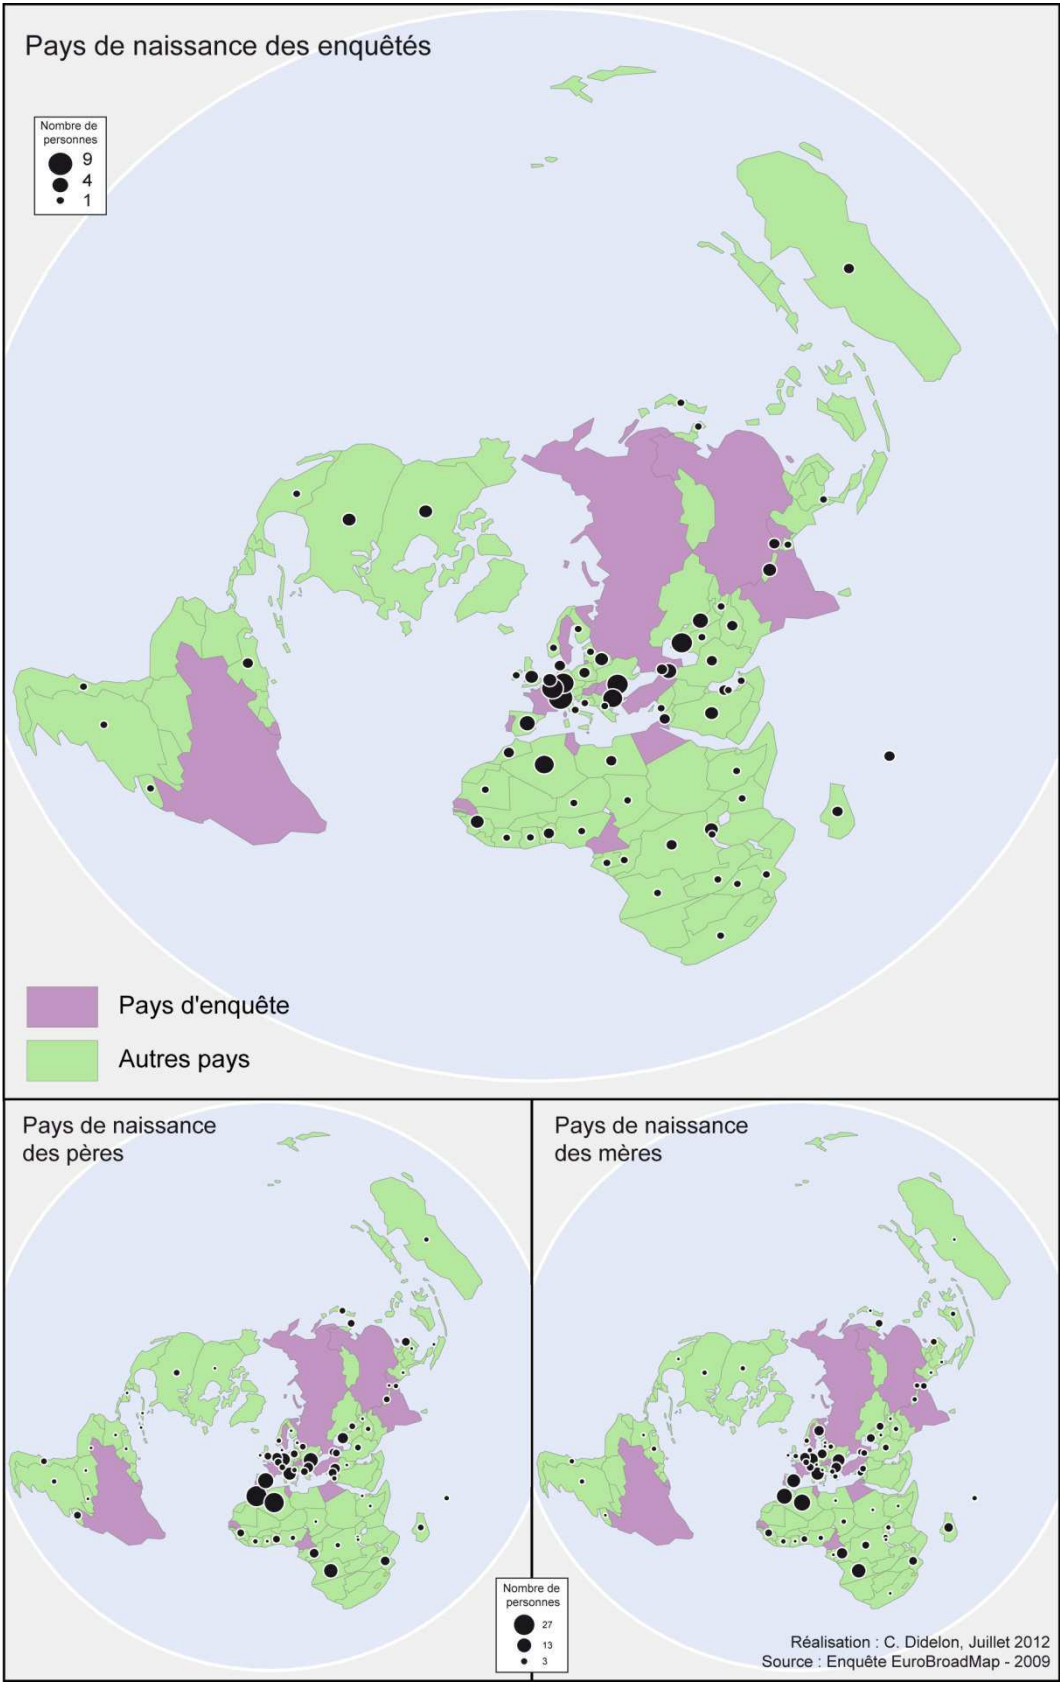 Pays de naissance des enquêtés
Nombre de
personnes
9
4
1
Pays d'enquête
Autres pays
Pays de naissance
des pères
Pays de naissance
des mères
Nombre de
personnes
27
13
3
Réalisation : C. Didelon, Juillet 2012
Source : Enquête EuroBroadMap - 2009